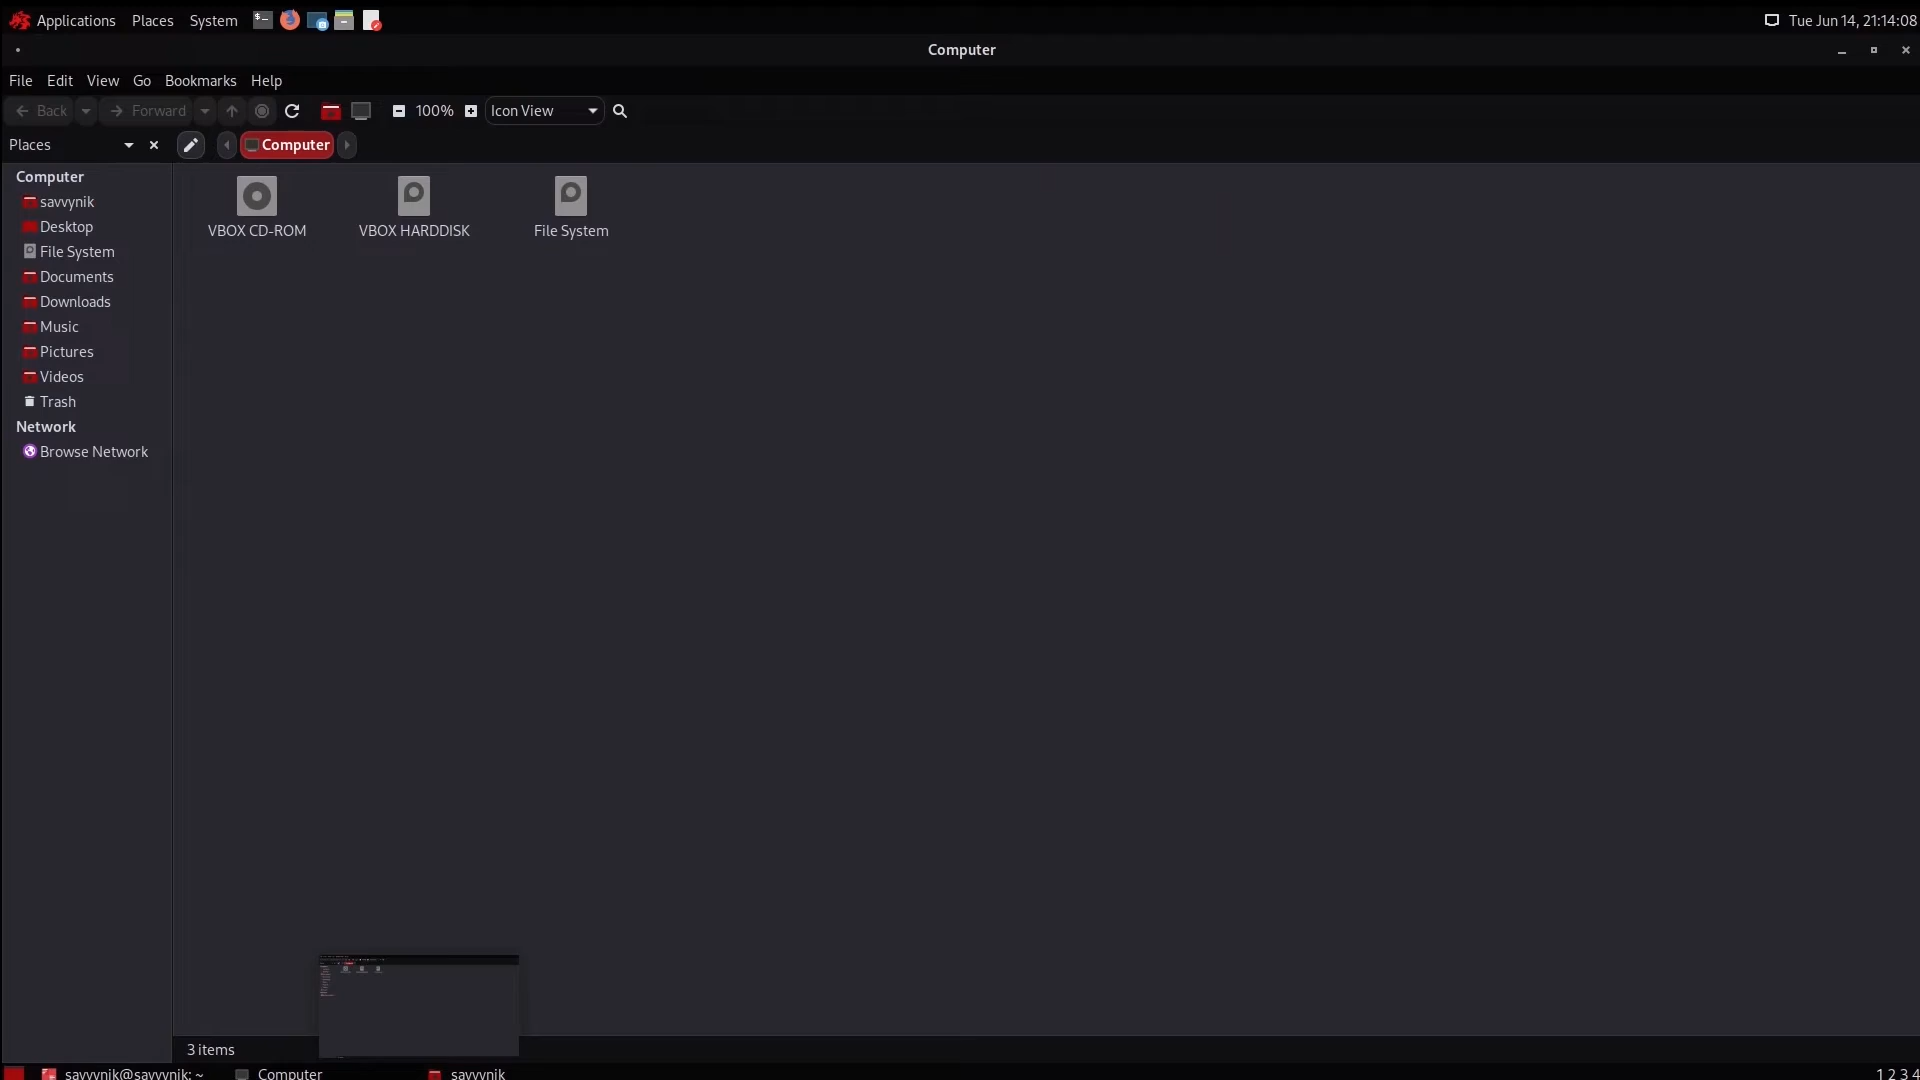 Applications Places System Tue Jun 14, 21:14:08
Computer
File Edit View Go Bookmarks Help
Back Forward 100% Icon View
Places Computer
Computer
savvynik
Desktop
File System
Documents
Downloads
Music
Pictures
Videos
Trash
Network
Browse Network
VBOX CD-ROM VBOX HARDDISK File System
3 items
savvynik@savvynik: ~ Computer savvynik 1 2 3 4